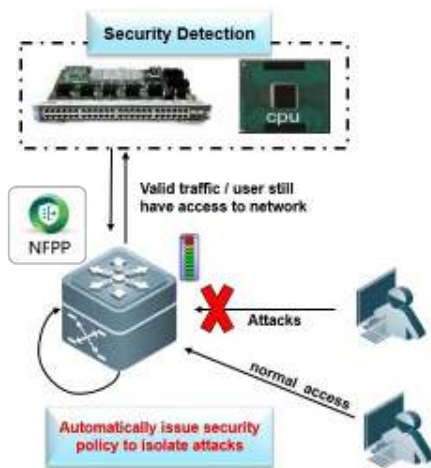 Security Detection
cpu
Valid traffic / user still
have access to network
NFPP
Attacks
normal access
Automatically issue security
policy to isolate attacks